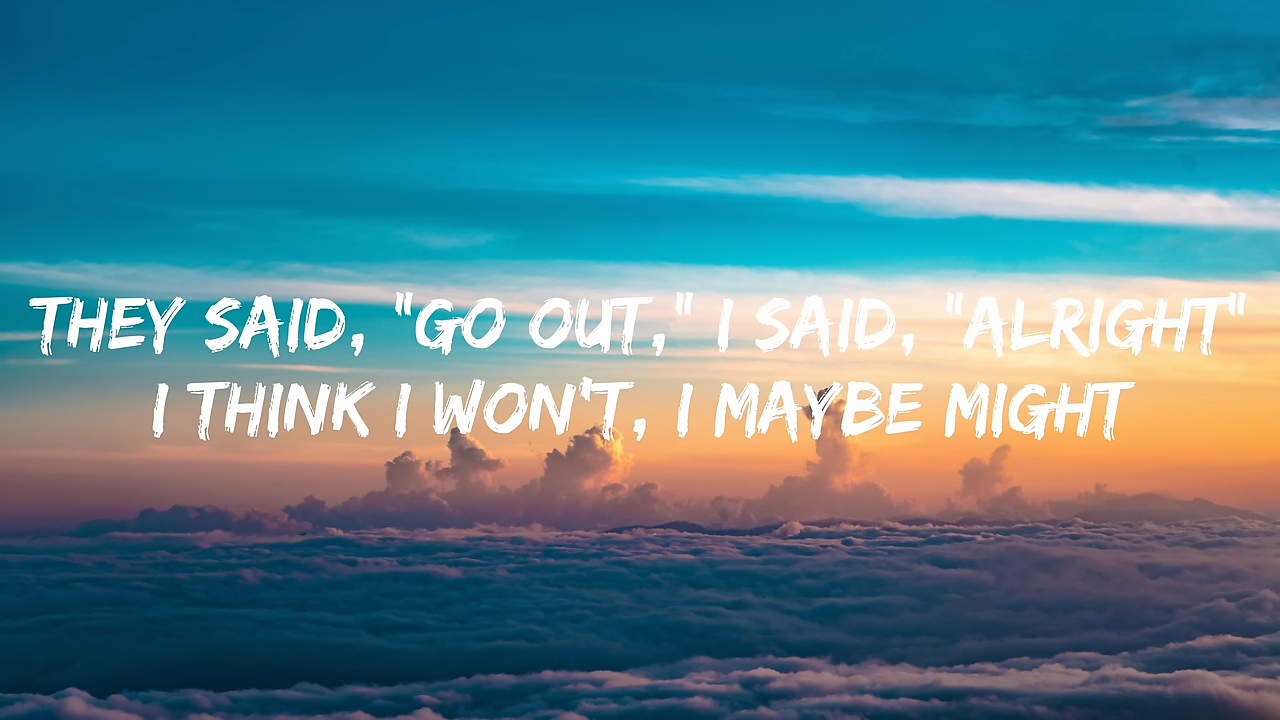 THEY SAID, "GO OUT," I SAID, "ALRIGHT"
I THINK I WON'T, I MAYBE MIGHT